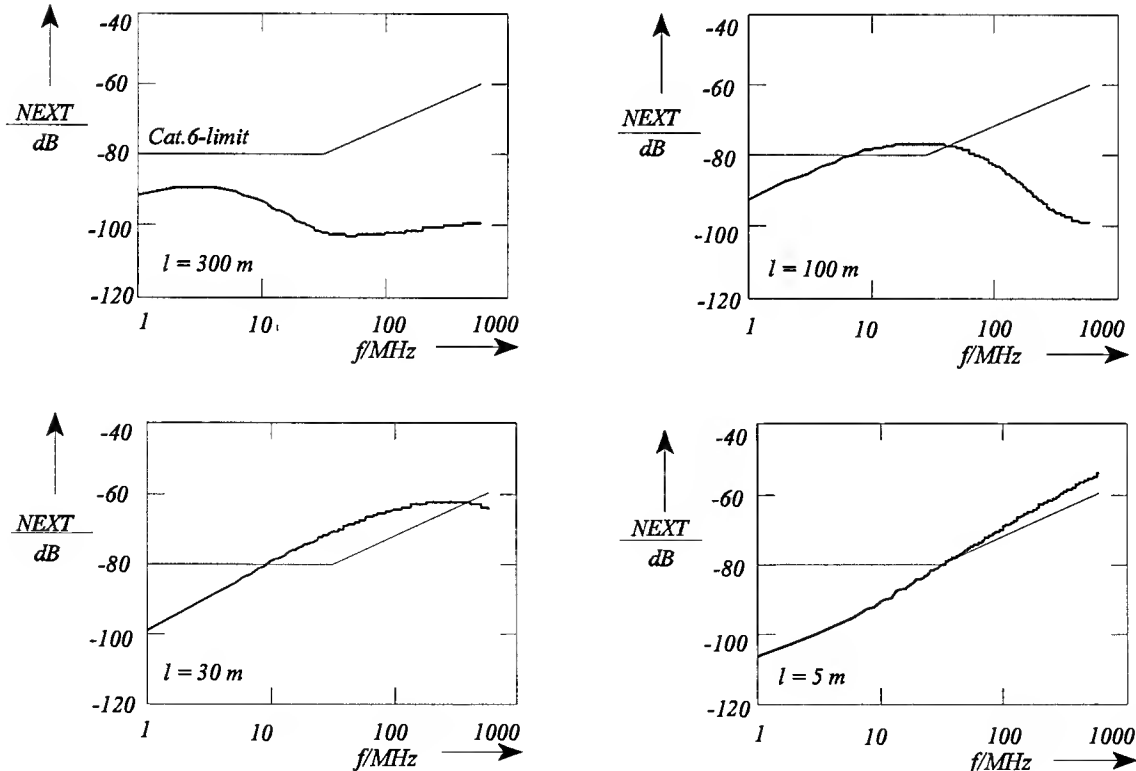 -40
-60
NEXT
dB
Cat.6-limit
-80
-100
l = 300 m
-120
1 10 100 1000
f/MHz
-40
-60
NEXT
dB
-80
-100
l = 100 m
-120
1 10 100 1000
f/MHz
-40
-60
NEXT
dB
-80
-100
l = 30 m
-120
1 10 100 1000
f/MHz
-40
-60
NEXT
dB
-80
-100
l = 5 m
-120
1 10 100 1000
f/MHz